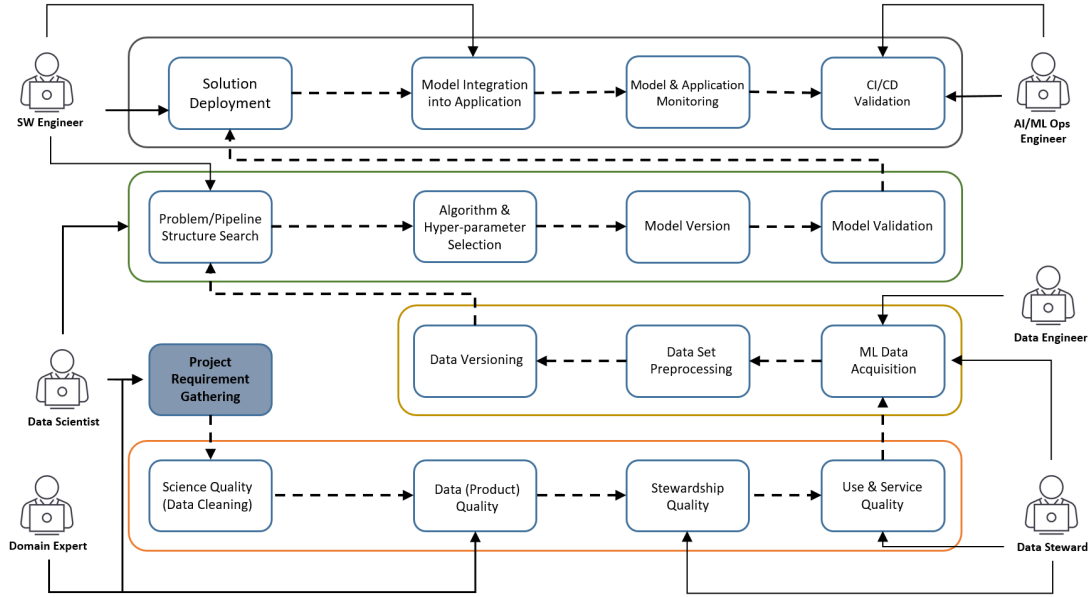 Solution
Deployment
Model Integration
into Application
Model & Application
Monitoring
CI/CD
Validation
SW Engineer
AI/ML Ops
Engineer
Problem/Pipeline
Structure Search
Algorithm &
Hyper-parameter
Selection
Model Version
Model Validation
Data Engineer
Data Versioning
Data Set
Preprocessing
ML Data
Acquisition
Project
Requirement
Gathering
Data Scientist
Science Quality
(Data Cleaning)
Data (Product)
Quality
Stewardship
Quality
Use & Service
Quality
Domain Expert
Data Steward